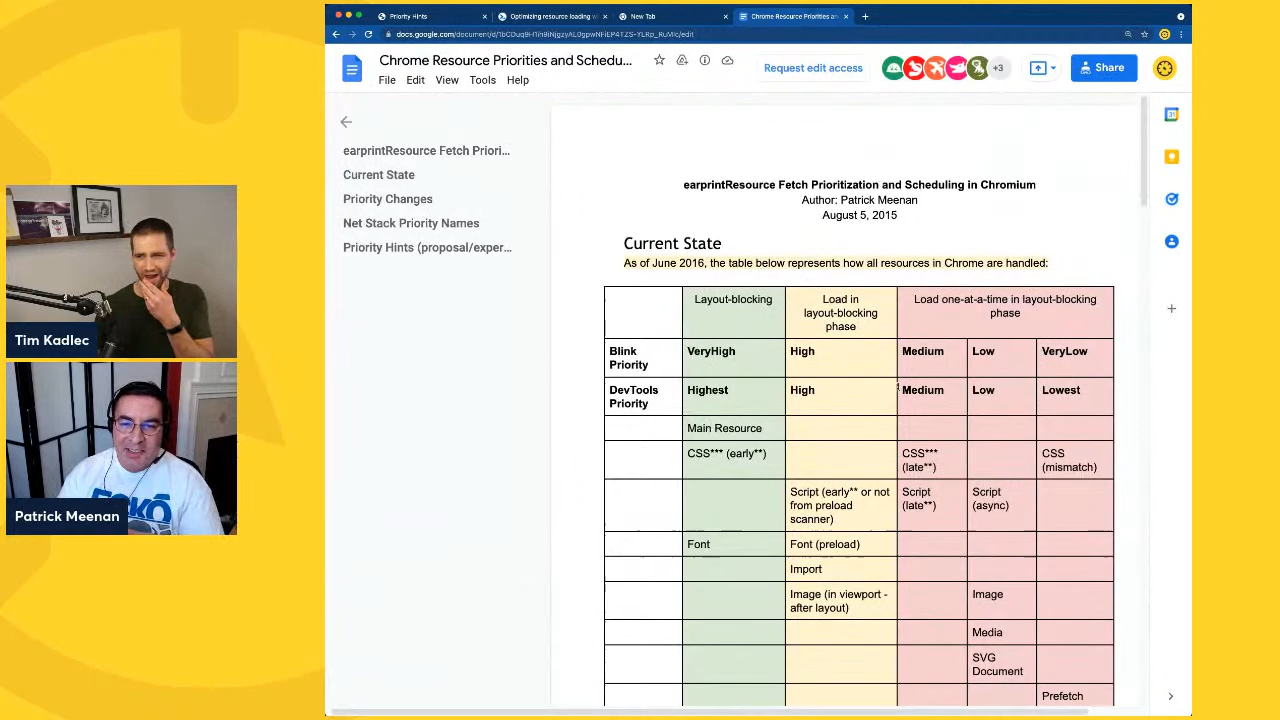 Priority Hints
Optimizing resource loading wi
New Tab
Chrome Resource Priorities an
Chrome Resource Priorities and Schedu...
File Edit View Tools Help
Request edit access
+3
Share
earprintResource Fetch Priori...
Current State
Priority Changes
Net Stack Priority Names
Priority Hints (proposal/exper...
earprintResource Fetch Prioritization and Scheduling in Chromium
Author: Patrick Meenan
August 5, 2015
Current State
As of June 2016, the table below represents how all resources in Chrome are handled:
Layout-blocking
Load in
layout-blocking
phase
Load one-at-a-time in layout-blocking
phase
Blink
Priority
VeryHigh
High
Medium
Low
VeryLow
DevTools
Priority
Highest
High
Medium
Low
Lowest
Main Resource
CSS*** (early**)
CSS***
(late**)
CSS
(mismatch)
Script (early** or not
from preload
scanner)
Script
(late**)
Script
(async)
Font
Font (preload)
Import
Image (in viewport -
after layout)
Image
Media
SVG
Document
Prefetch
Tim Kadlec
Patrick Meenan